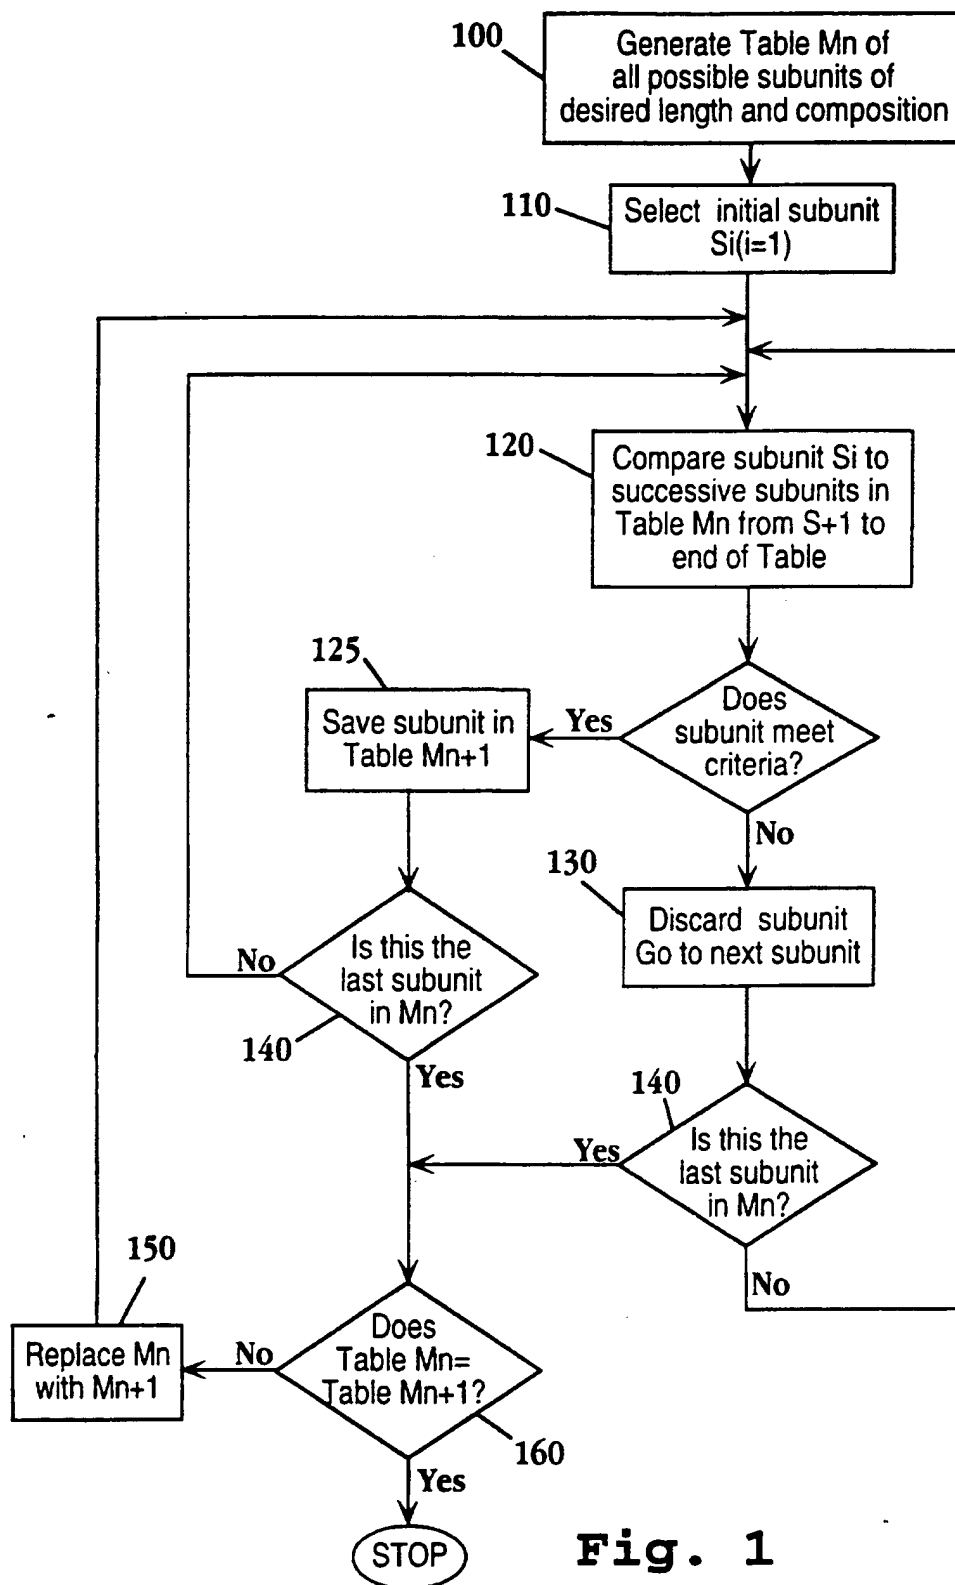 100
Generate Table Mn of
all possible subunits of
desired length and composition
110
Select initial subunit
Si(i=1)
120
Compare subunit Si to
successive subunits in
Table Mn from S+1 to
end of Table
125
Save subunit in
Table Mn+1
Yes
Does
subunit meet
criteria?
No
130
Discard subunit
Go to next subunit
No
Is this the
last subunit
in Mn?
140
Yes
140
Yes
Is this the
last subunit
in Mn?
No
150
Replace Mn
with Mn+1
No
Does
Table Mn=
Table Mn+1?
160
Yes
STOP
Fig. 1